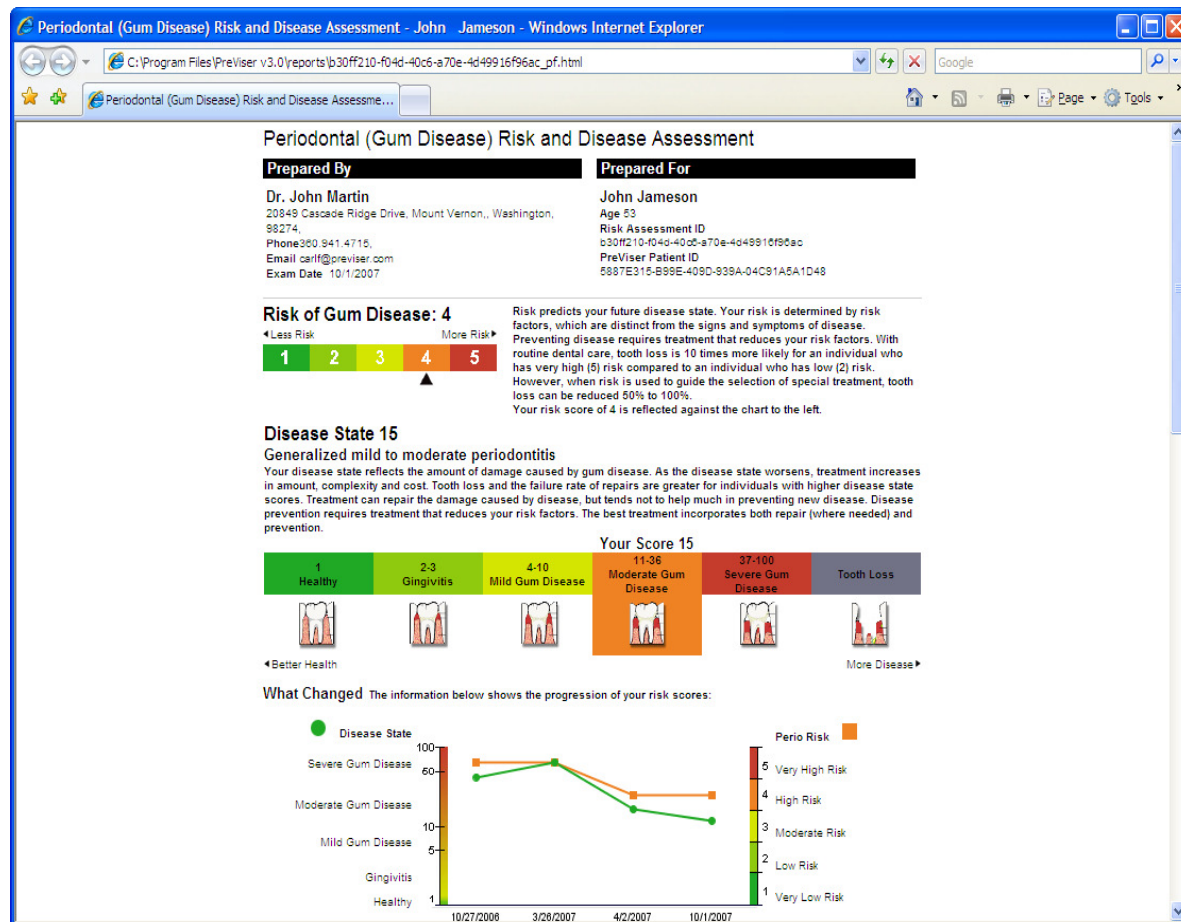 Periodontal (Gum Disease) Risk and Disease Assessment - John Jameson - Windows Internet Explorer
C:\Program Files\PreViser v3.0\reports\b30ff210-f04d-40c6-a70e-4d49916f96ac_pf.html
Google
Periodontal (Gum Disease) Risk and Disease Assessme...
Page
Tools
Periodontal (Gum Disease) Risk and Disease Assessment
Prepared By
Dr. John Martin
20849 Cascade Ridge Drive, Mount Vernon,, Washington,
98274,
Phone360.941.4715,
Email carlf@previser.com
Exam Date 10/1/2007
Prepared For
John Jameson
Age 53
Risk Assessment ID
b30ff210-f04d-40c6-a70e-4d49916f96ac
PreViser Patient ID
5887E315-B99E-409D-939A-04C91A5A1D48
Risk of Gum Disease: 4
Less Risk More Risk
1 2 3 4 5
Risk predicts your future disease state. Your risk is determined by risk
factors, which are distinct from the signs and symptoms of disease.
Preventing disease requires treatment that reduces your risk factors. With
routine dental care, tooth loss is 10 times more likely for an individual who
has very high (5) risk compared to an individual who has low (2) risk.
However, when risk is used to guide the selection of special treatment, tooth
loss can be reduced 50% to 100%.
Your risk score of 4 is reflected against the chart to the left.
Disease State 15
Generalized mild to moderate periodontitis
Your disease state reflects the amount of damage caused by gum disease. As the disease state worsens, treatment increases
in amount, complexity and cost. Tooth loss and the failure rate of repairs are greater for individuals with higher disease state
scores. Treatment can repair the damage caused by disease, but tends not to help much in preventing new disease. Disease
prevention requires treatment that reduces your risk factors. The best treatment incorporates both repair (where needed) and
prevention.
Your Score 15
1
Healthy
2-3
Gingivitis
4-10
Mild Gum Disease
11-36
Moderate Gum
Disease
37-100
Severe Gum
Disease
Tooth Loss
Better Health More Disease
What Changed The information below shows the progression of your risk scores:
Disease State
Perio Risk
100
Severe Gum Disease 60
Moderate Gum Disease
10
Mild Gum Disease
5
Gingivitis
Healthy 1
5 Very High Risk
4 High Risk
3 Moderate Risk
2 Low Risk
1 Very Low Risk
10/27/2006 3/26/2007 4/2/2007 10/1/2007